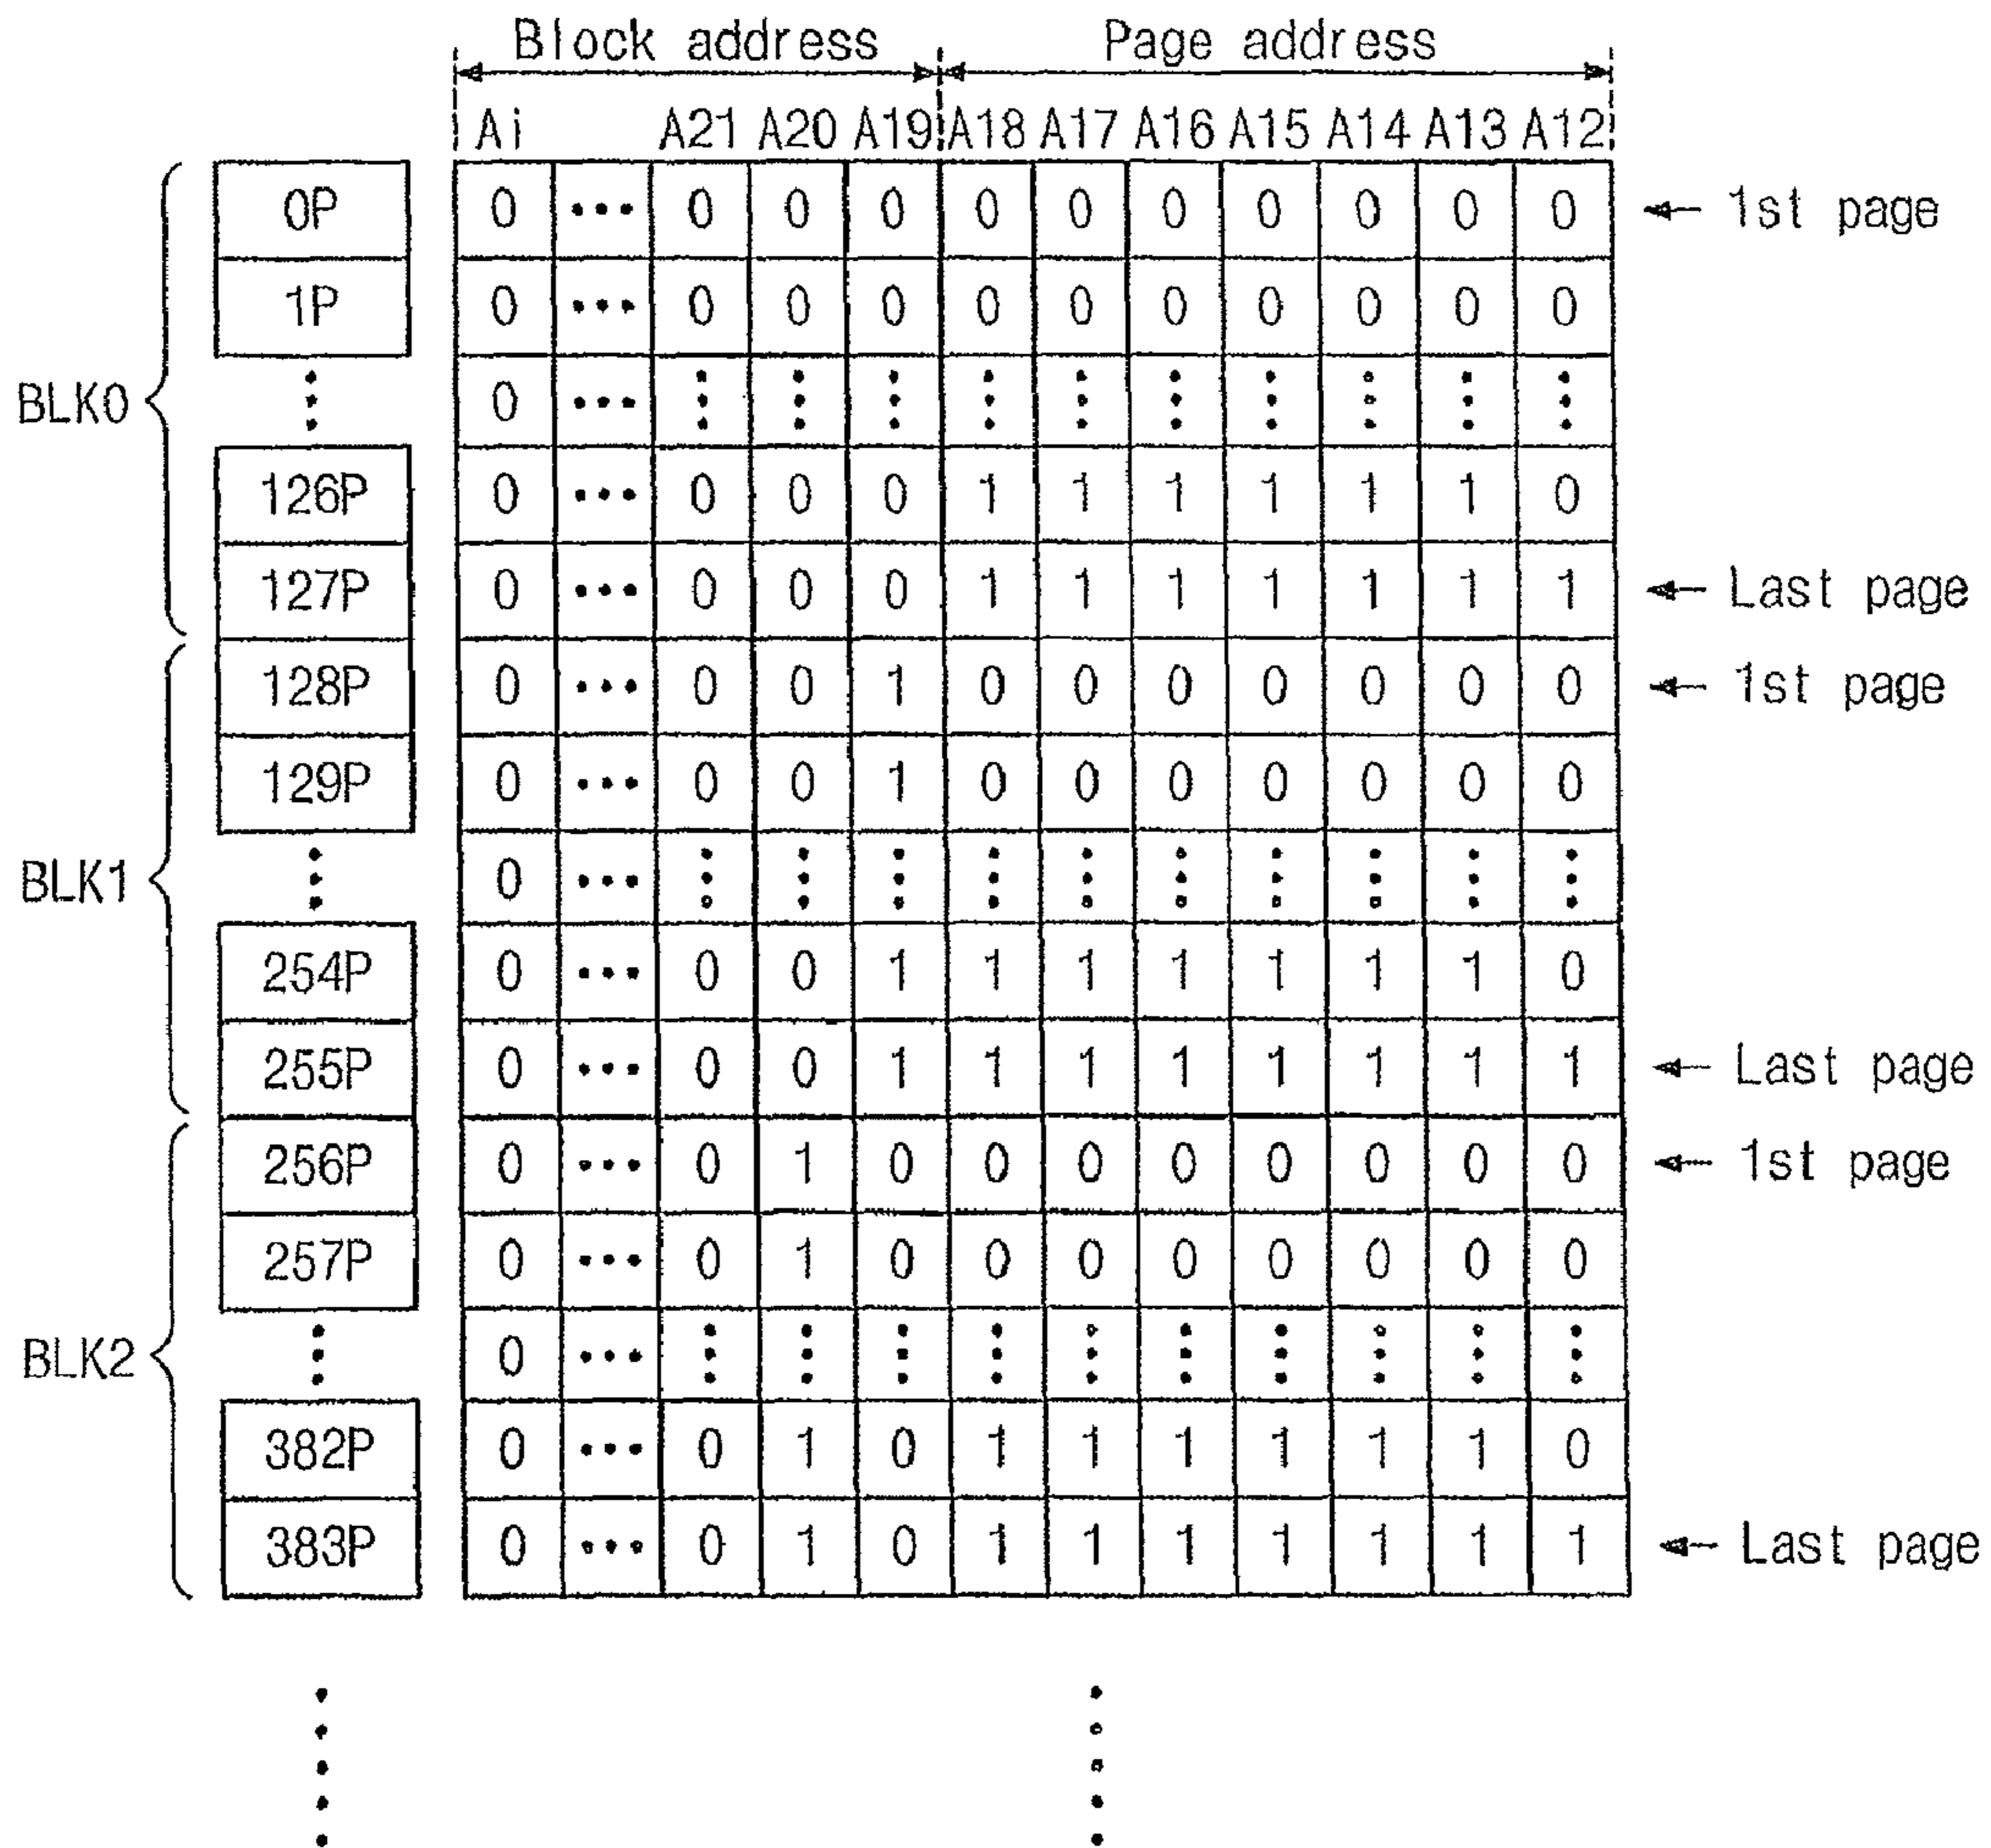 Block address Page address
Ai A21 A20 A19 A18 A17 A16 A15 A14 A13 A12
0P 0 ••• 0 0 0 0 0 0 0 0 0 0 ← 1st page
1P 0 ••• 0 0 0 0 0 0 0 0 0 0
BLK0 0 •••
126P 0 ••• 0 0 0 1 1 1 1 1 1 0
127P 0 ••• 0 0 0 1 1 1 1 1 1 1 ← Last page
128P 0 ••• 0 0 1 0 0 0 0 0 0 0 ← 1st page
129P 0 ••• 0 0 1 0 0 0 0 0 0 0
BLK1 0 •••
254P 0 ••• 0 0 1 1 1 1 1 1 1 0
255P 0 ••• 0 0 1 1 1 1 1 1 1 1 ← Last page
256P 0 ••• 0 1 0 0 0 0 0 0 0 0 ← 1st page
257P 0 ••• 0 1 0 0 0 0 0 0 0 0
BLK2 0 •••
382P 0 ••• 0 1 0 1 1 1 1 1 1 0
383P 0 ••• 0 1 0 1 1 1 1 1 1 1 ← Last page